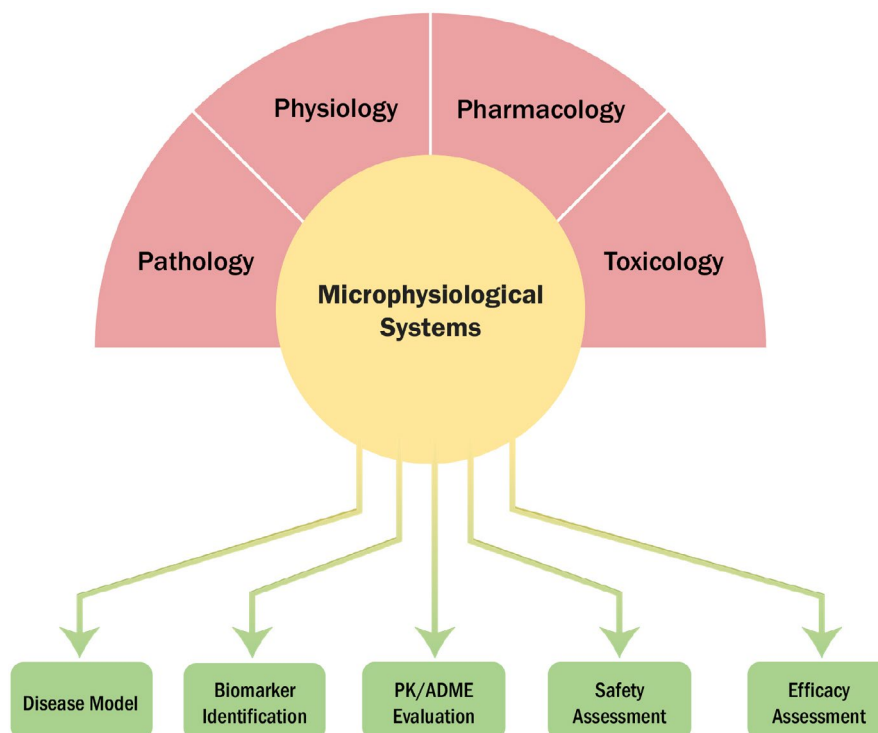 Physiology
Pharmacology
Pathology
Toxicology
Microphysiological
Systems
Disease Model
Biomarker
Identification
PK/ADME
Evaluation
Safety
Assessment
Efficacy
Assessment